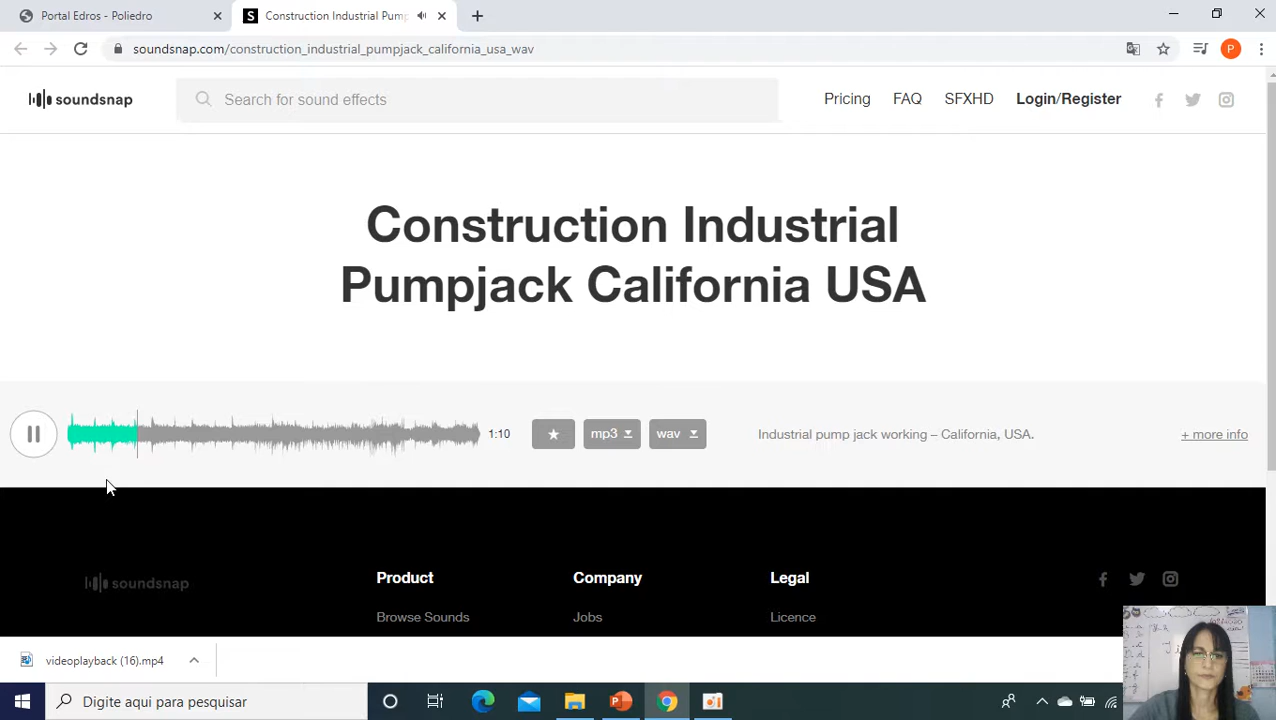 Portal Edros - Poliedro
Construction Industrial Pump
soundsnap.com/construction_industrial_pumpjack_california_usa_wav
P
soundsnap
Search for sound effects
Pricing
FAQ
SFXHD
Login/Register
Construction Industrial
Pumpjack California USA
1:10
mp3
wav
Industrial pump jack working – California, USA.
+ more info
soundsnap
Product
Company
Legal
Browse Sounds
Jobs
Licence
videoplayback (16).mp4
Digite aqui para pesquisar